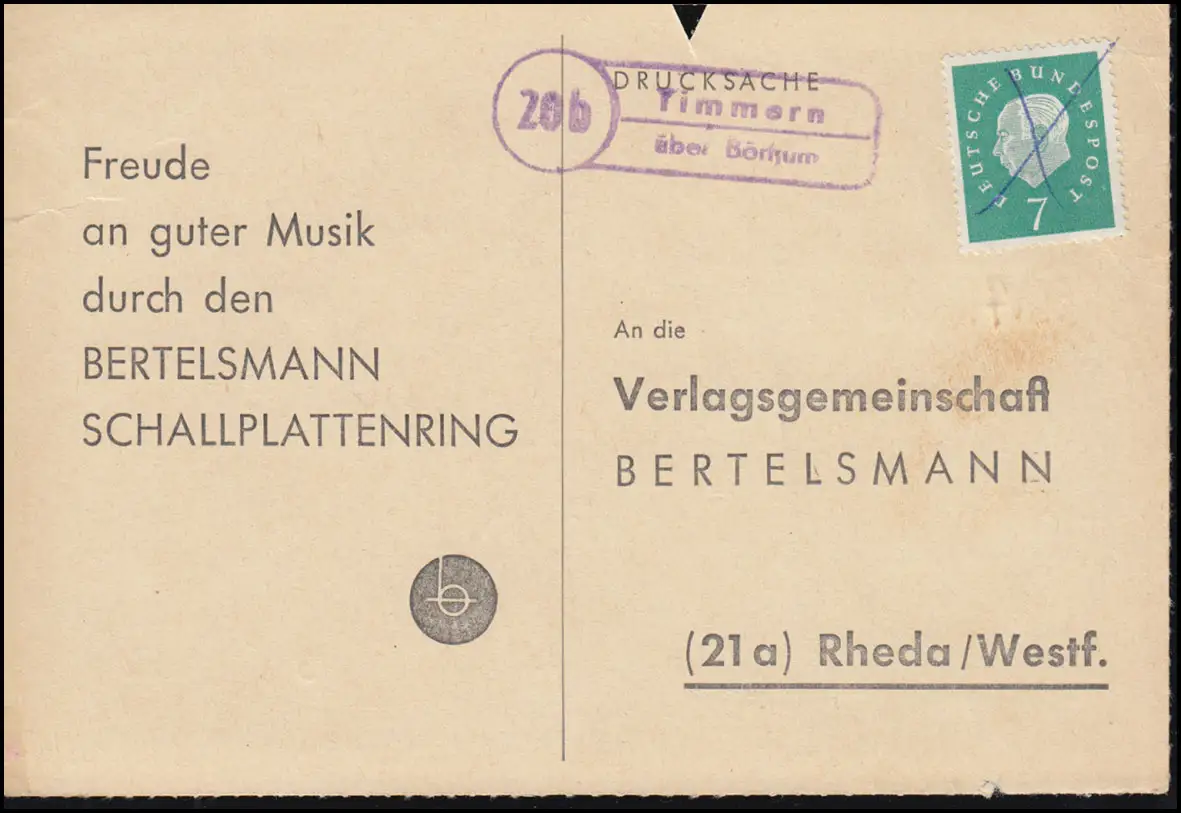 DRUCKSACHE
20b
Timmern
über Börßum
DEUTSCHE BUNDESPOST
7
Freude
an guter Musik
durch den
BERTELSMANN
SCHALLPLATTENRING
b
An die
Verlagsgemeinschaft
BERTELSMANN
(21a) Rheda/Westf.